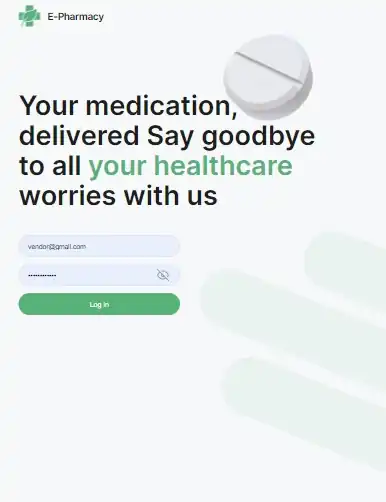 E-Pharmacy
Your medication,
delivered Say goodbye
to all your healthcare
worries with us
vendor@gmail.com
••••••••••••
Log in